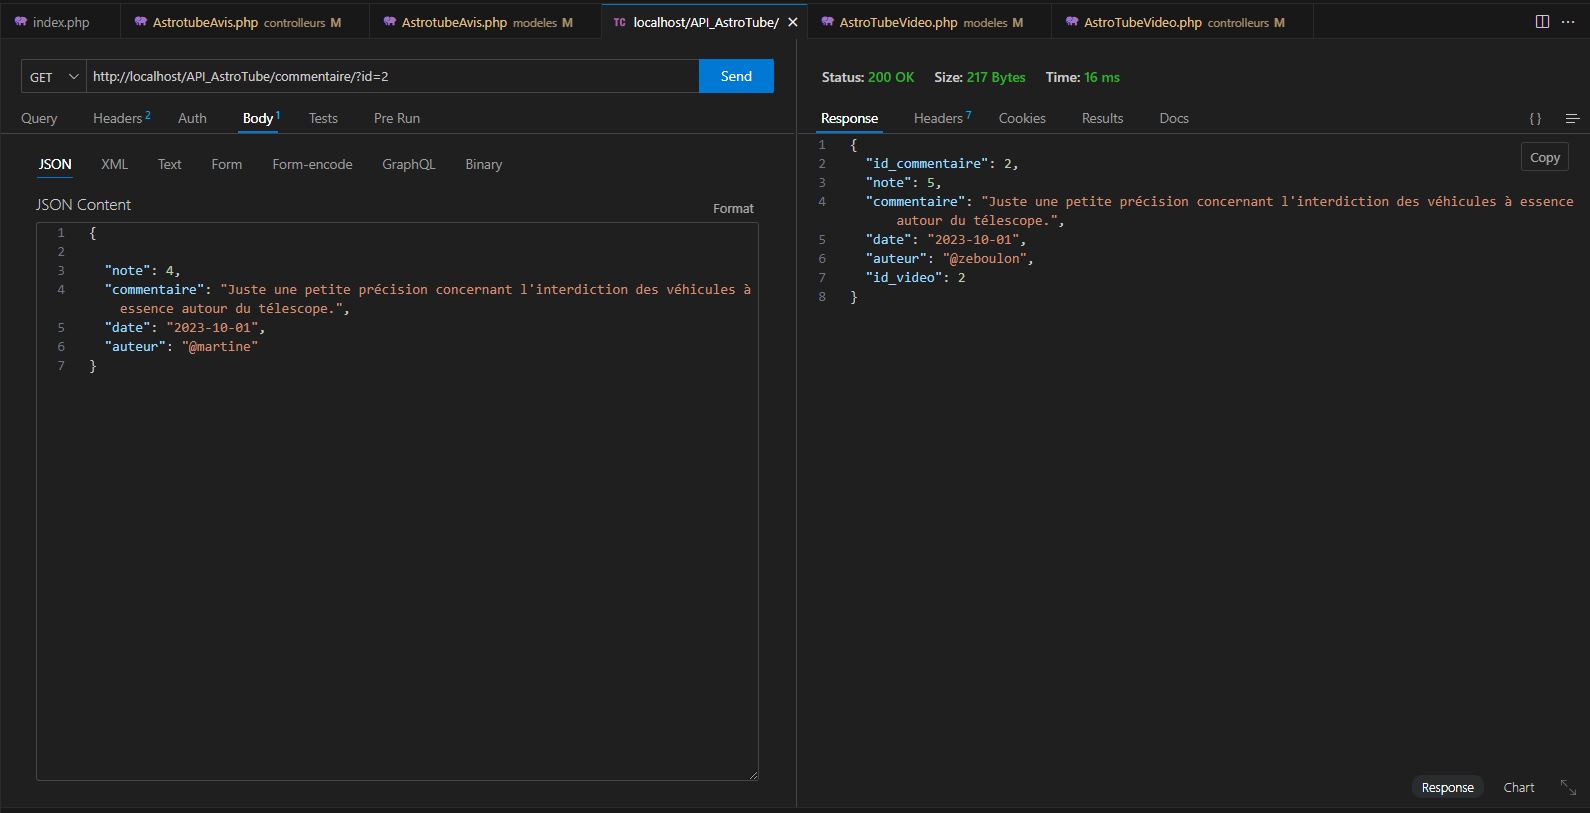 index.php AstrotubeAvis.php controlleurs M AstrotubeAvis.php modeles M TC localhost/API_AstroTube/ AstroTubeVideo.php modeles M AstroTubeVideo.php controlleurs M
GET http://localhost/API_AstroTube/commentaire/?id=2 Send
Query Headers 2 Auth Body 1 Tests Pre Run
JSON XML Text Form Form-encode GraphQL Binary
JSON Content
Format
1 {
2
3 "note": 4,
4 "commentaire": "Juste une petite précision concernant l'interdiction des véhicules à
essence autour du télescope.",
5 "date": "2023-10-01",
6 "auteur": "@martine"
7 }
Status: 200 OK Size: 217 Bytes Time: 16 ms
Response Headers 7 Cookies Results Docs { }
Copy
1 {
2 "id_commentaire": 2,
3 "note": 5,
4 "commentaire": "Juste une petite précision concernant l'interdiction des véhicules à essence
autour du télescope.",
5 "date": "2023-10-01",
6 "auteur": "@zeboulon",
7 "id_video": 2
8 }
Response Chart